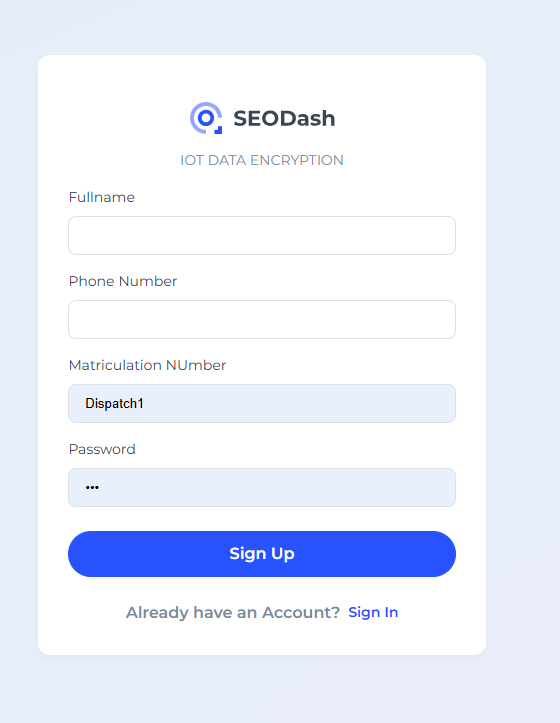 SEODash
IOT DATA ENCRYPTION
Fullname
Phone Number
Matriculation NUmber
Dispatch1
Password
•••
Sign Up
Already have an Account? Sign In